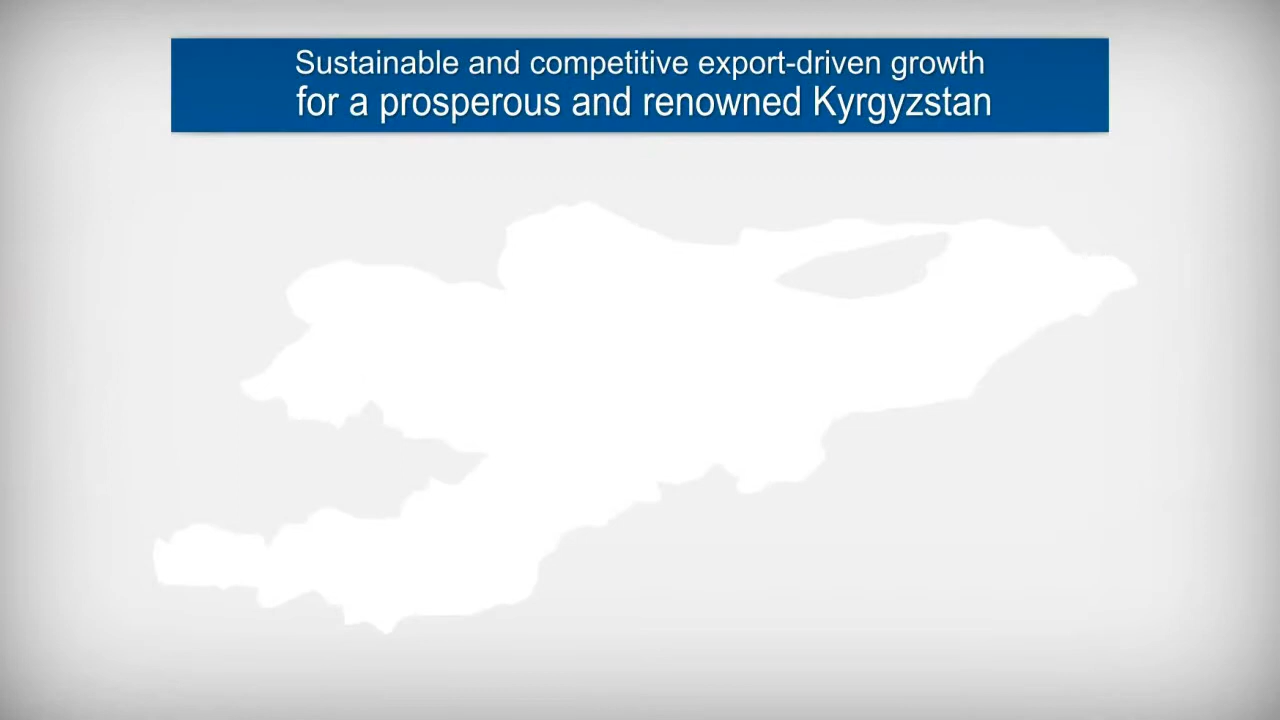 Sustainable and competitive export-driven growth
for a prosperous and renowned Kyrgyzstan